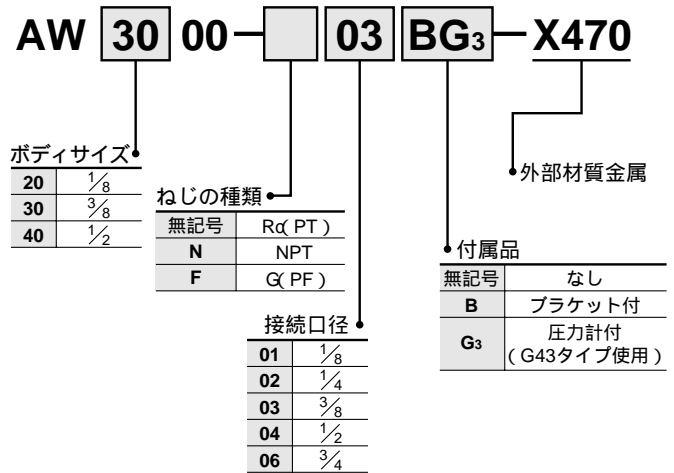 AW 30 00 - 03 BG3 - X470
ボディサイズ
20 1/8
30 3/8
40 1/2
ねじの種類
無記号 Rc( PT )
N NPT
F G( PF )
接続口径
01 1/8
02 1/4
03 3/8
04 1/2
06 3/4
外部材質金属
付属品
無記号 なし
B ブラケット付
G3 圧力計付
( G43タイプ使用 )